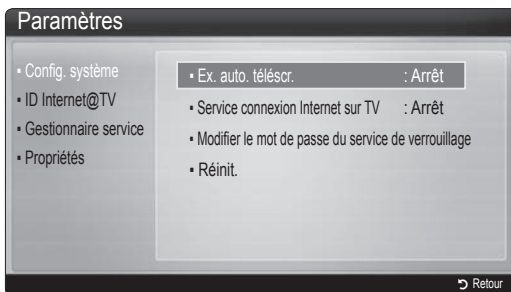 Paramètres
▪ Config. système
▪ ID Internet@TV
▪ Gestionnaire service
▪ Propriétés
▪ Ex. auto. téléscr. : Arrêt
▪ Service connexion Internet sur TV : Arrêt
▪ Modifier le mot de passe du service de verrouillage
▪ Réinit.
Retour